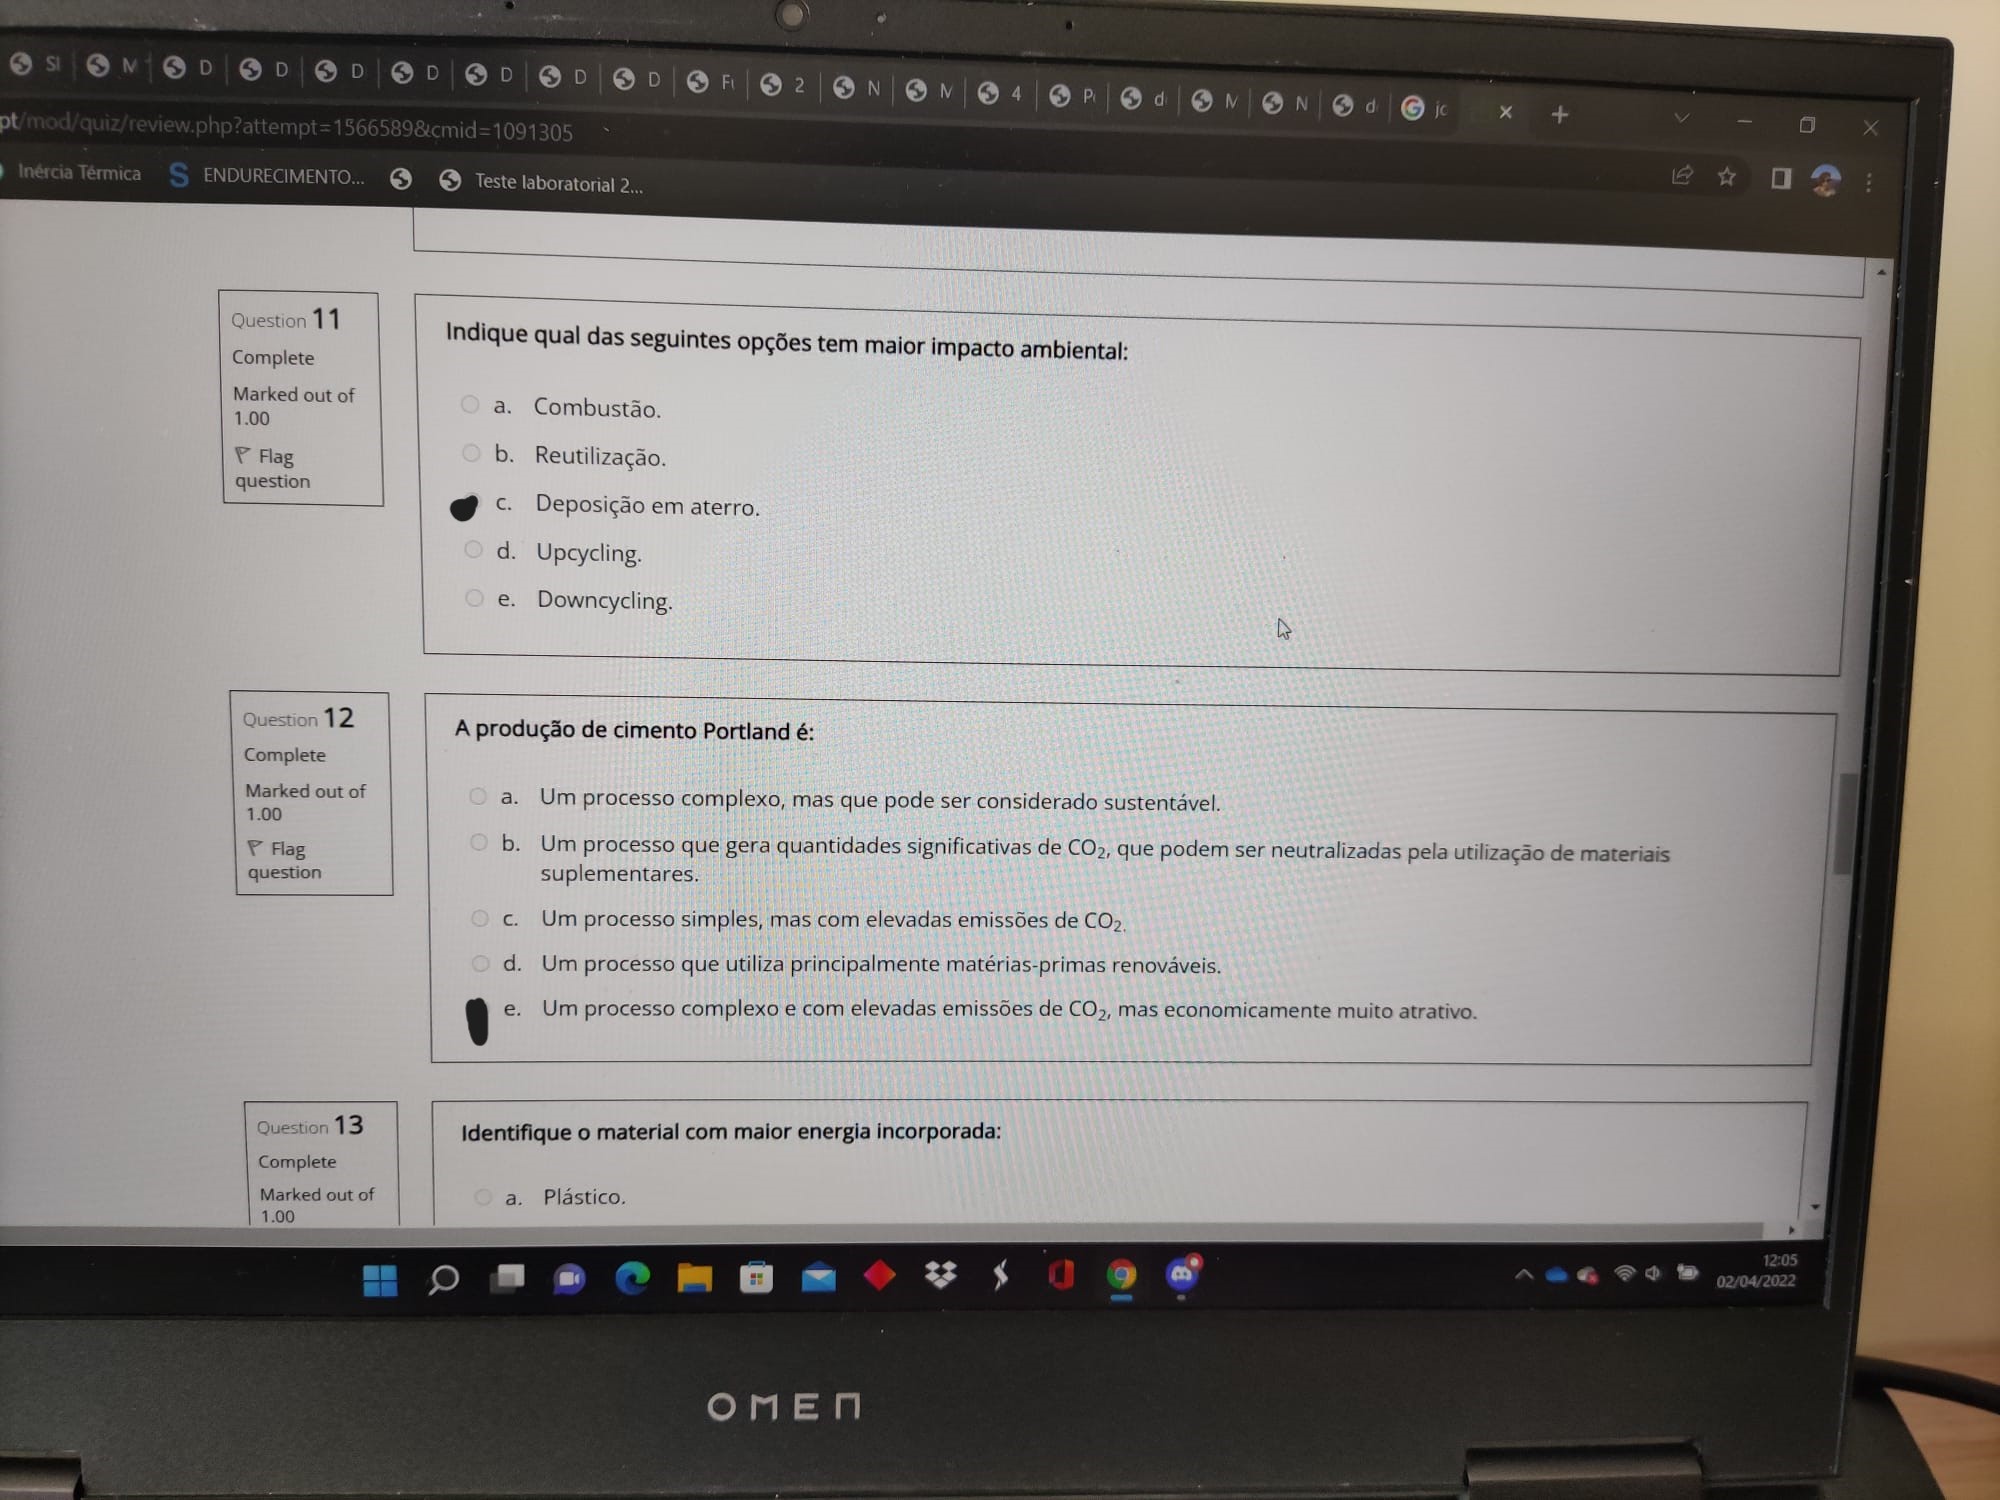 SI M D D D D D D D Fi 2 N M 4 d M N d jc
pt/mod/quiz/review.php?attempt=1566589&cmid=1091305
Inércia Térmica ENDURECIMENTO... Teste laboratorial 2...
Question 11
Complete
Marked out of
1.00
Flag
question
Indique qual das seguintes opções tem maior impacto ambiental:
a. Combustão.
b. Reutilização.
c. Deposição em aterro.
d. Upcycling.
e. Downcycling.
Question 12
Complete
Marked out of
1.00
Flag
question
A produção de cimento Portland é:
a. Um processo complexo, mas que pode ser considerado sustentável.
b. Um processo que gera quantidades significativas de CO₂, que podem ser neutralizadas pela utilização de materiais
suplementares.
c. Um processo simples, mas com elevadas emissões de CO₂.
d. Um processo que utiliza principalmente matérias-primas renováveis.
e. Um processo complexo e com elevadas emissões de CO₂, mas economicamente muito atrativo.
Question 13
Complete
Marked out of
1.00
Identifique o material com maior energia incorporada:
a. Plástico.
12:05
02/04/2022
OMEN